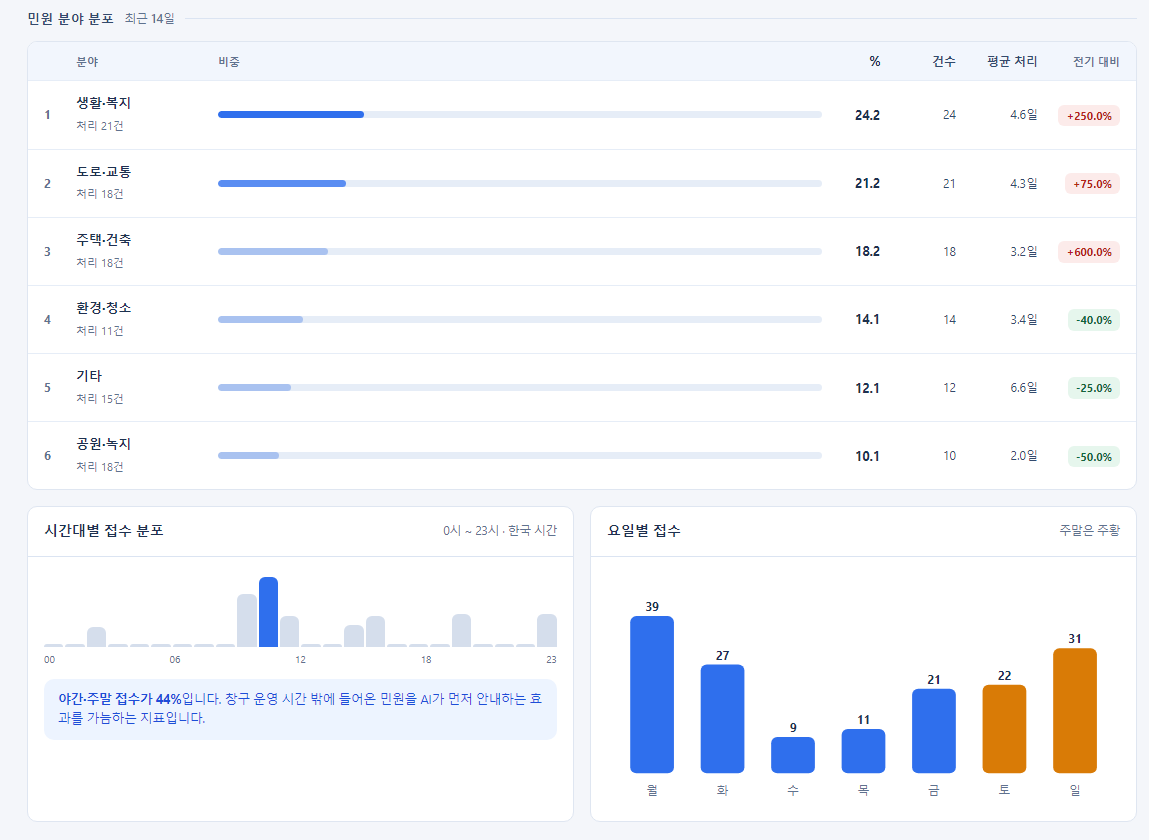 민원 분야 분포 최근 14일
분야 비중 % 건수 평균 처리 전기 대비
1 생활·복지 24.2 24 4.6일 +250.0%
처리 21건
2 도로·교통 21.2 21 4.3일 +75.0%
처리 18건
3 주택·건축 18.2 18 3.2일 +600.0%
처리 18건
4 환경·청소 14.1 14 3.4일 -40.0%
처리 11건
5 기타 12.1 12 6.6일 -25.0%
처리 15건
6 공원·녹지 10.1 10 2.0일 -50.0%
처리 18건
시간대별 접수 분포 0시 ~ 23시 · 한국 시간
00 06 12 18 23
야간·주말 접수가 44%입니다. 창구 운영 시간 밖에 들어온 민원을 AI가 먼저 안내하는 효
과를 가늠하는 지표입니다.
요일별 접수 주말은 주황
39 27 9 11 21 22 31
월 화 수 목 금 토 일